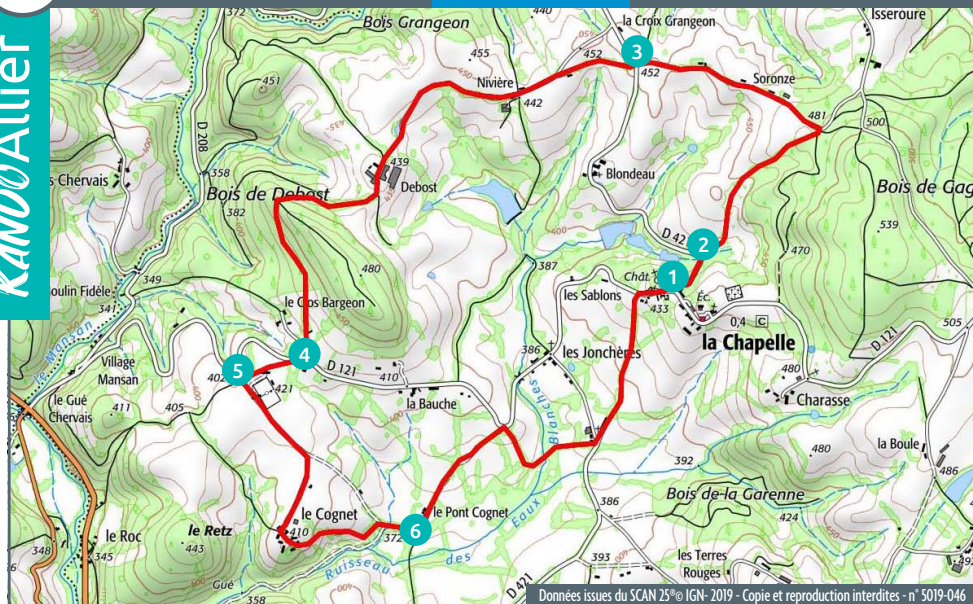 RANDOAllier
372
Bois Grangeon
440
la Croix Grangeon
Isseroure
455
452
3
452
Nivière
Soronze
451
442
481
500
D 208
439
Debost
Blondeau
358
Bois de Debost
382
Bois de Gag
539
s Chervais
D 42
2
470
480
387
Chât.
1
349
oulin Fidèle
le Clos Bargeon
les Sablons
433
Éc.
0,4
C
la Chapelle
341
le Mansan
4
386
les Jonchères
505
D 121
Village
Mansan
5
402
421
D 121
410
480
Charasse
le Gué
Chervais
411
405
la Bauche
Blanches
480
la Boule
392
486
Bois de la Garenne
le Cognet
le Pont Cognet
386
424
le Roc
le Retz
410
6
372
Eaux
345
443
348
Ruisseau
des
393
les Terres
Rouges
Gué
358
D 421
Données issues du SCAN 25®© IGN- 2019 - Copie et reproduction interdites - n° 5019-046